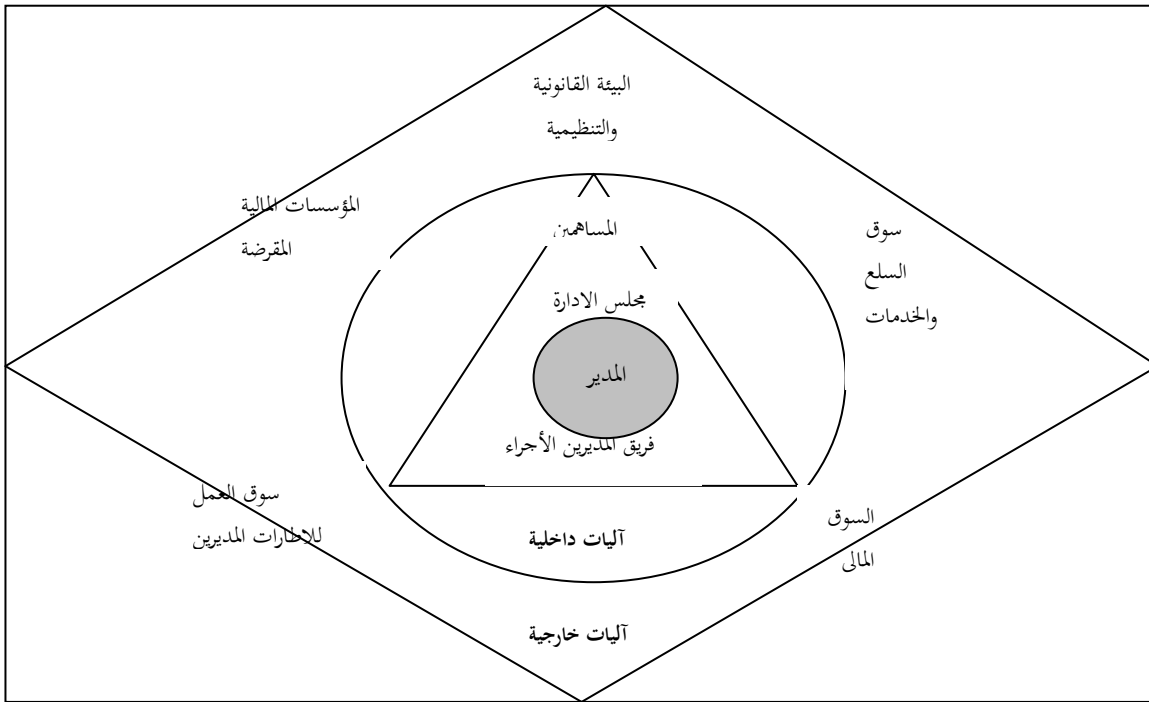 البيئة القانونية
والتنظيمية
المؤسسات المالية
المقرضة
سوق
السلع
والخدمات
المساهمين
مجلس الادارة
المدير
فريق المديرين الأجراء
سوق العمل
للاطارات المديرين
السوق
المالي
آليات داخلية
آليات خارجية